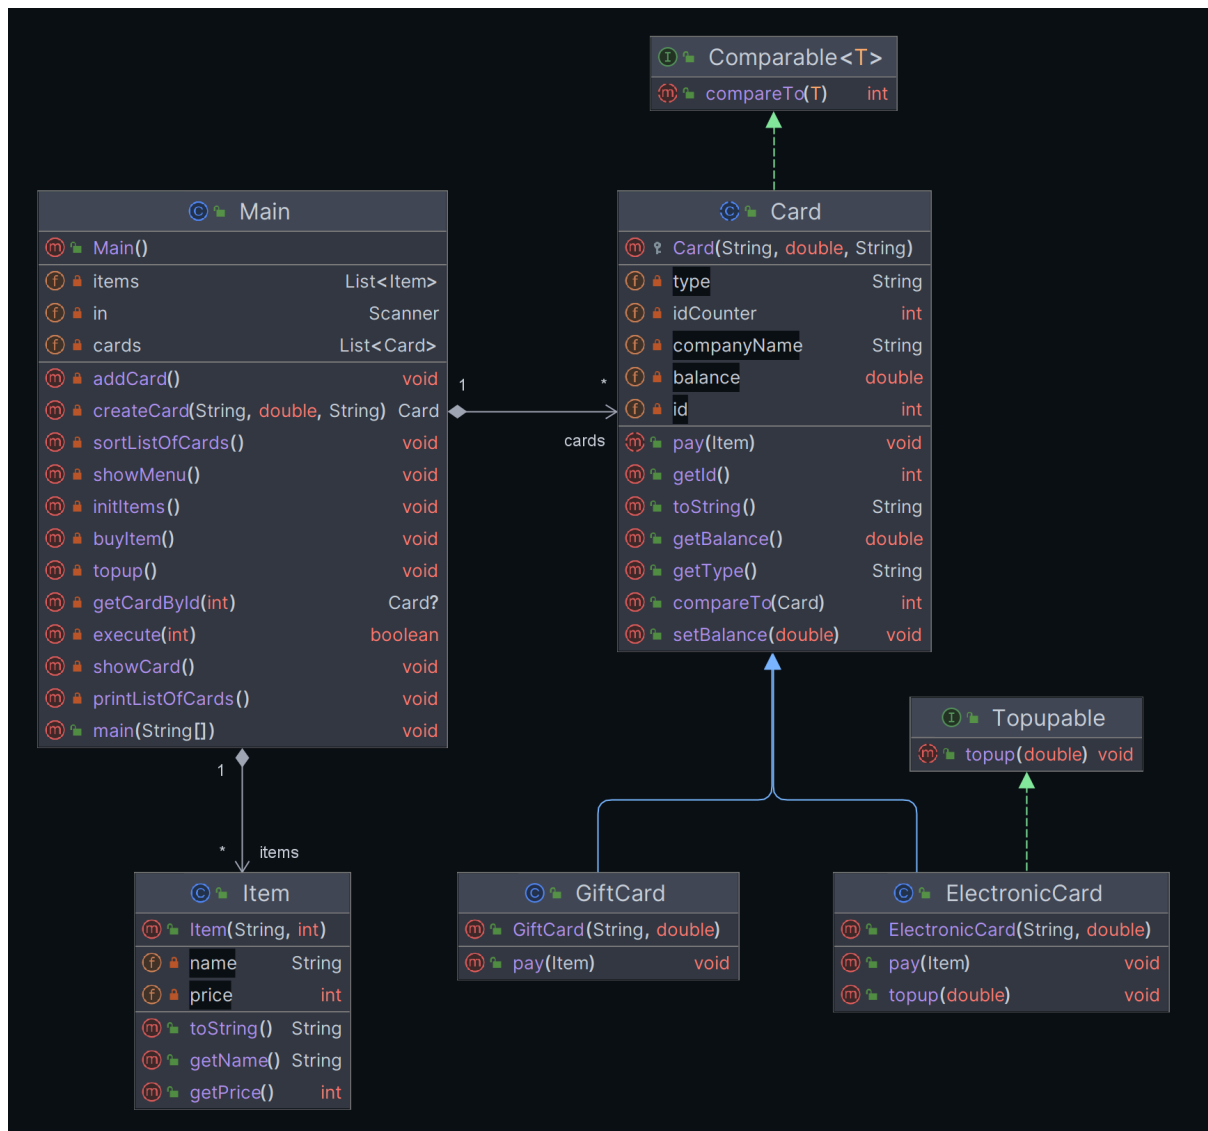 Comparable<T>
compareTo(T) int
Main
Main()
items List<Item>
in Scanner
cards List<Card>
addCard() void
createCard(String, double, String) Card
sortListOfCards() void
showMenu() void
initItems() void
buyItem() void
topup() void
getCardById(int) Card?
execute(int) boolean
showCard() void
printListOfCards() void
main(String[]) void
1
*
cards
Card
Card(String, double, String)
type String
idCounter int
companyName String
balance double
id int
pay(Item) void
getId() int
toString() String
getBalance() double
getType() String
compareTo(Card) int
setBalance(double) void
Topupable
topup(double) void
1
*
items
Item
Item(String, int)
name String
price int
toString() String
getName() String
getPrice() int
GiftCard
GiftCard(String, double)
pay(Item) void
ElectronicCard
ElectronicCard(String, double)
pay(Item) void
topup(double) void